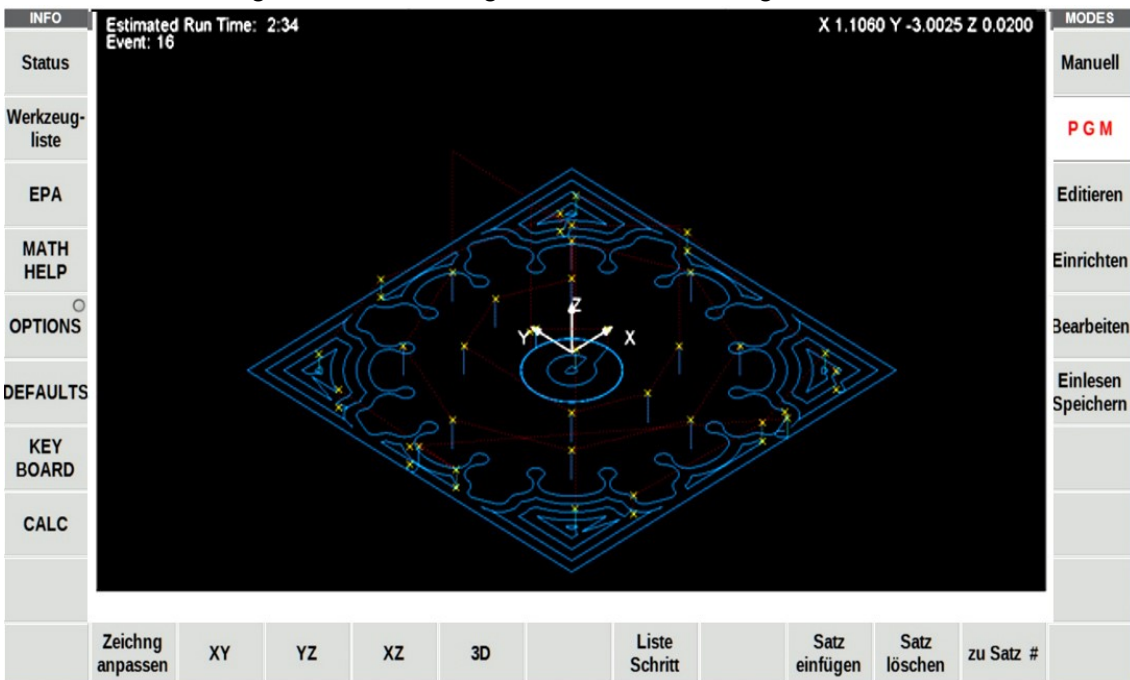 INFO
Status
Werkzeug-
liste
EPA
MATH
HELP
OPTIONS
DEFAULTS
KEY
BOARD
CALC
Estimated Run Time: 2:34
Event: 16
X 1.1060 Y -3.0025 Z 0.0200
Z
Y
X
MODES
Manuell
P G M
Editieren
Einrichten
Bearbeiten
Einlesen
Speichern
Zeichng
anpassen
XY
YZ
XZ
3D
Liste
Schritt
Satz
einfügen
Satz
löschen
zu Satz #